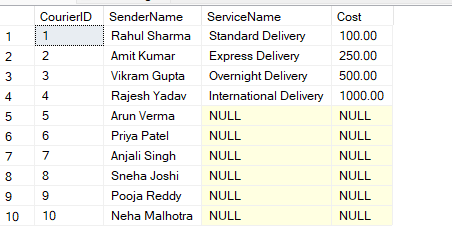 CourierID SenderName ServiceName Cost
1 1 Rahul Sharma Standard Delivery 100.00
2 2 Amit Kumar Express Delivery 250.00
3 3 Vikram Gupta Overnight Delivery 500.00
4 4 Rajesh Yadav International Delivery 1000.00
5 5 Arun Verma NULL NULL
6 6 Priya Patel NULL NULL
7 7 Anjali Singh NULL NULL
8 8 Sneha Joshi NULL NULL
9 9 Pooja Reddy NULL NULL
10 10 Neha Malhotra NULL NULL